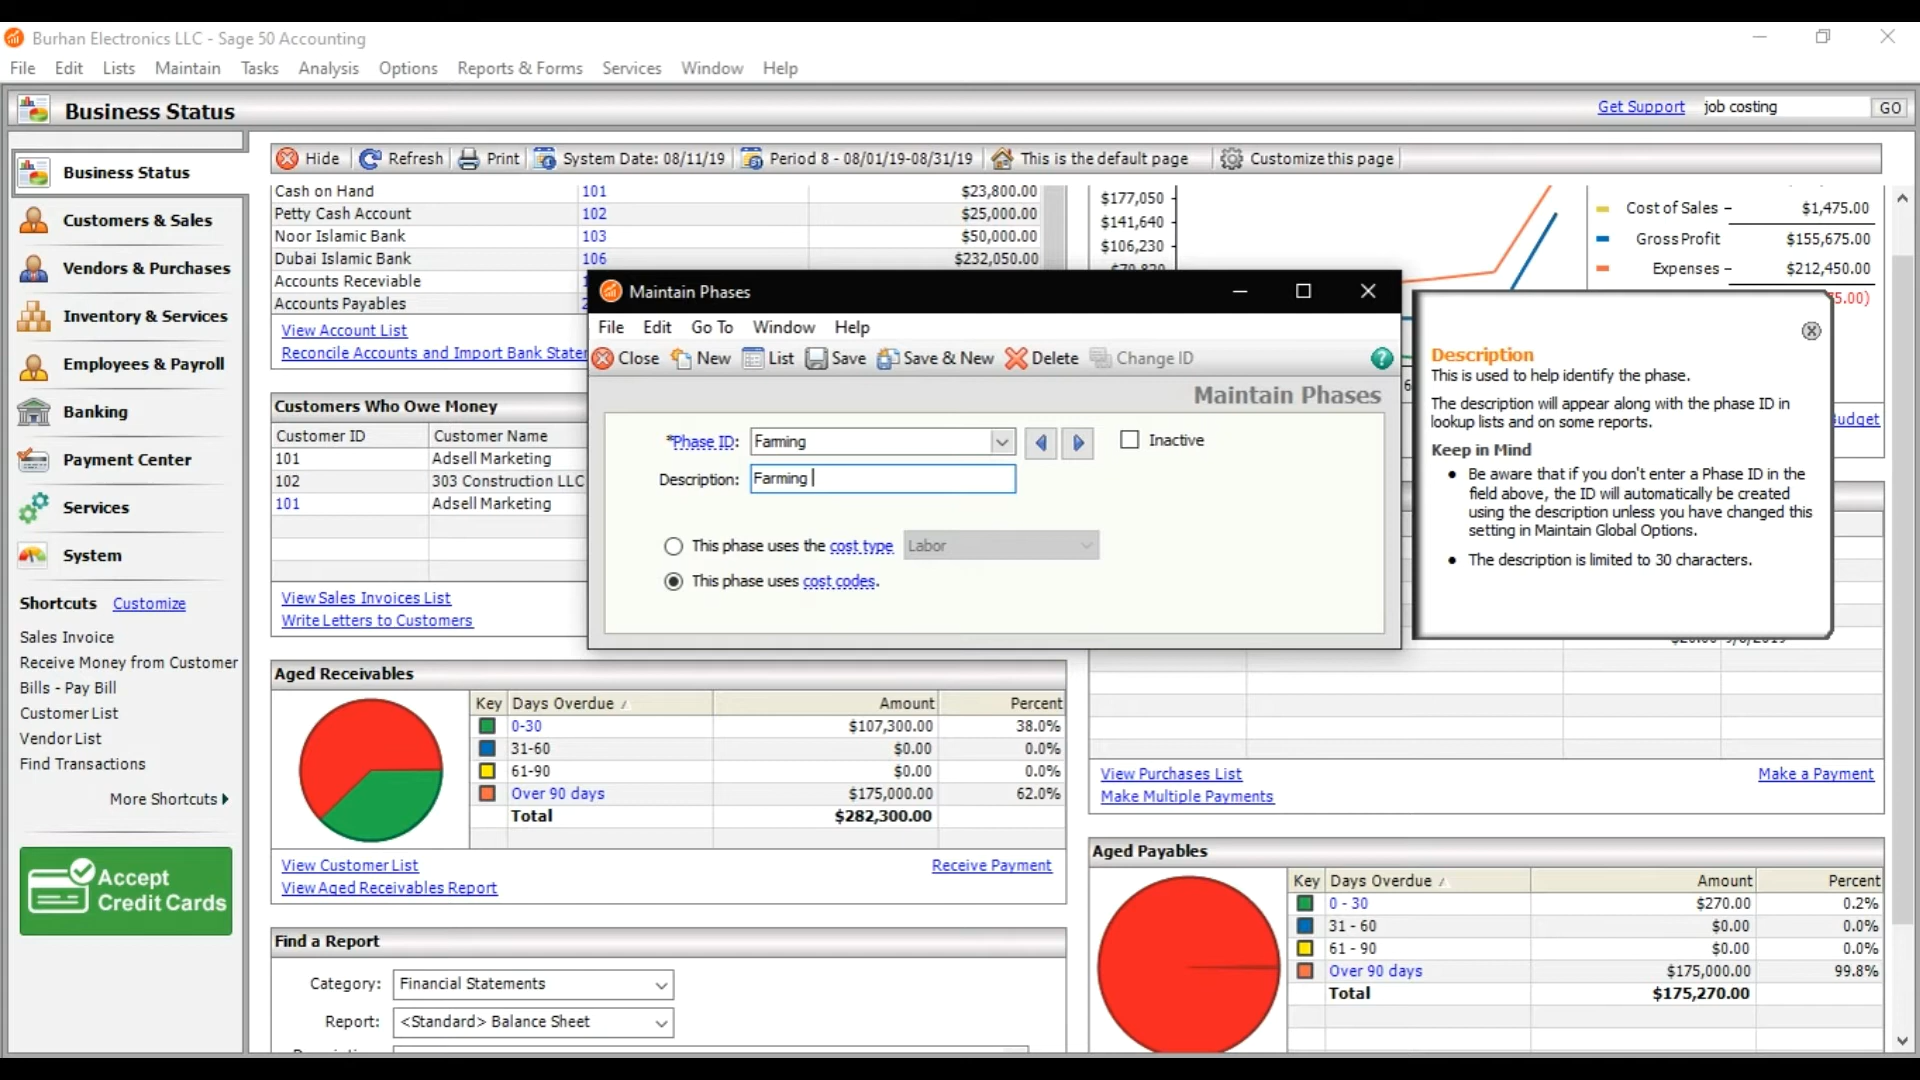 Burhan Electronics LLC - Sage 50 Accounting
File Edit Lists Maintain Tasks Analysis Options Reports & Forms Services Window Help
Business Status
Get Support job costing GO
Business Status
Customers & Sales
Vendors & Purchases
Inventory & Services
Employees & Payroll
Banking
Payment Center
Services
System
Shortcuts Customize
Sales Invoice
Receive Money from Customer
Bills - Pay Bill
Customer List
Vendor List
Find Transactions
More Shortcuts
Accept
Credit Cards
Hide Refresh Print System Date: 08/11/19 Period 8 - 08/01/19-08/31/19 This is the default page Customize this page
Cash on Hand 101 $23,800.00
Petty Cash Account 102 $25,000.00
Noor Islamic Bank 103 $50,000.00
Dubai Islamic Bank 106 $232,050.00
Accounts Receivable
Accounts Payables
View Account List
Reconcile Accounts and Import Bank
Customers Who Owe Money
Customer ID Customer Name
101 Adsell Marketing
102 303 Construction LLC
101 Adsell Marketing
View Sales Invoices List
Write Letters to Customers
Aged Receivables
Key Days Overdue Amount Percent
0-30 $107,300.00 38.0%
31-60 $0.00 0.0%
61-90 $0.00 0.0%
Over 90 days $175,000.00 62.0%
Total $282,300.00
View Customer List Receive Payment
View Aged Receivables Report
Find a Report
Category: Financial Statements
Report: <Standard> Balance Sheet
$177,050
$141,640
$106,230
Cost of Sales – $1,475.00
Gross Profit $155,675.00
Expenses – $212,450.00
5.00)
Budget
Maintain Phases
File Edit Go To Window Help
Close New List Save Save & New Delete Change ID
Maintain Phases
*Phase ID: Farming Inactive
Description: Farming
This phase uses the cost type Labor
This phase uses cost codes.
Description
This is used to help identify the phase.
The description will appear along with the phase ID in
lookup lists and on some reports.
Keep in Mind
• Be aware that if you don't enter a Phase ID in the
field above, the ID will automatically be created
using the description unless you have changed this
setting in Maintain Global Options.
• The description is limited to 30 characters.
View Purchases List Make a Payment
Make Multiple Payments
Aged Payables
Key Days Overdue Amount Percent
0 - 30 $270.00 0.2%
31 - 60 $0.00 0.0%
61 - 90 $0.00 0.0%
Over 90 days $175,000.00 99.8%
Total $175,270.00